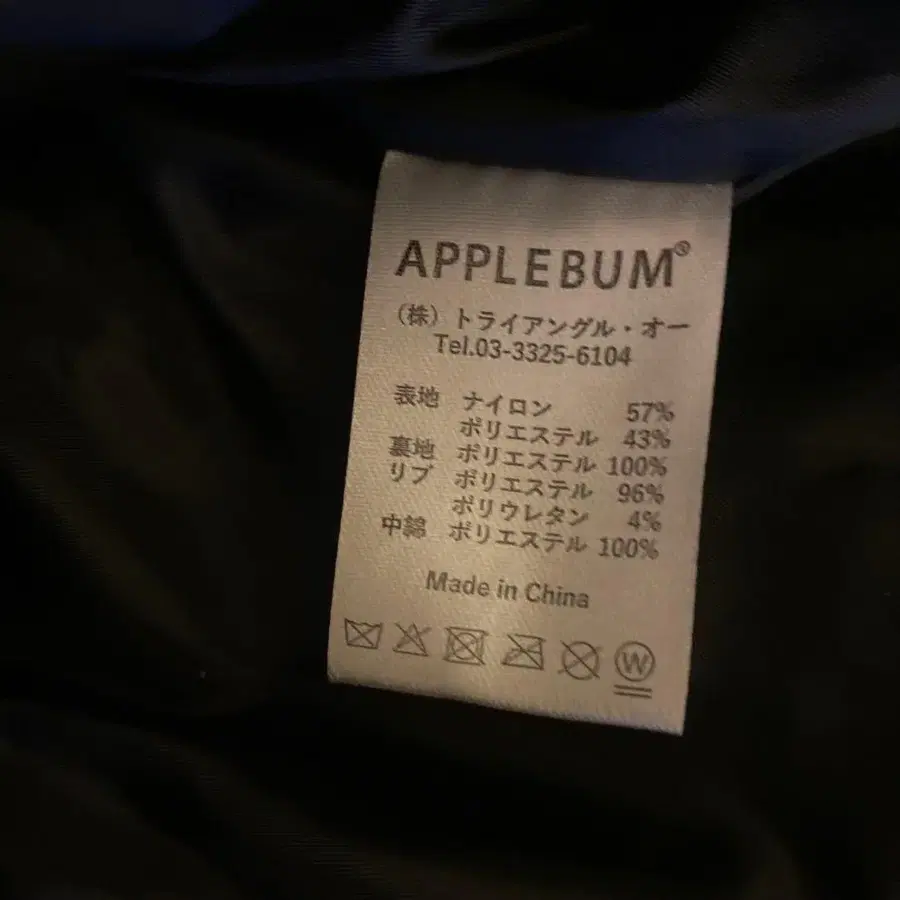 APPLEBUM®
（株）トライアングル・オー
Tel.03-3325-6104
表地 ナイロン 57%
ポリエステル 43%
裏地 ポリエステル 100%
リブ ポリエステル 96%
ポリウレタン 4%
中綿 ポリエステル 100%
Made in China
W